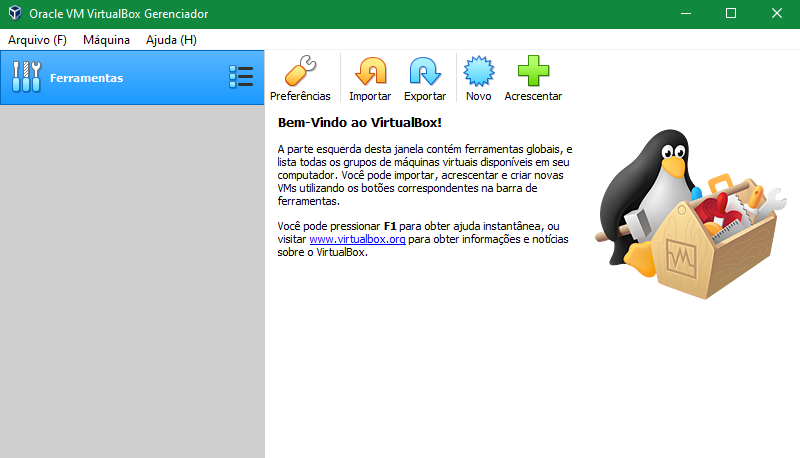 Oracle VM VirtualBox Gerenciador
Arquivo (F) Máquina Ajuda (H)
Ferramentas
Preferências Importar Exportar Novo Acrescentar
Bem-Vindo ao VirtualBox!
A parte esquerda desta janela contém ferramentas globais, e
lista todas os grupos de máquinas virtuais disponíveis em seu
computador. Você pode importar, acrescentar e criar novas
VMs utilizando os botões correspondentes na barra de
ferramentas.
Você pode pressionar F1 para obter ajuda instantânea, ou
visitar www.virtualbox.org para obter informações e notícias
sobre o VirtualBox.